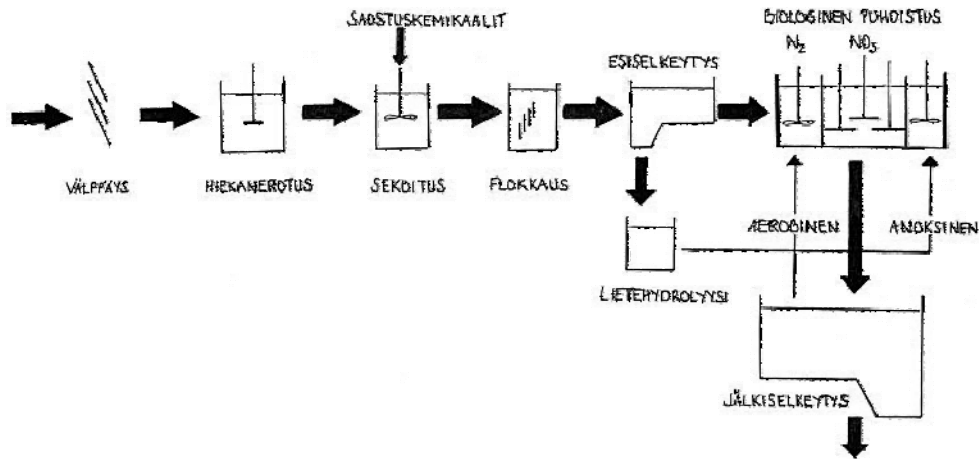 SAOSTUSKEMIKAALIT
BIOLOGINEN PUHDISTUS
N₂ NO₃
ESISELKEYTYS
VÄLPPÄYS
HIEKANEROTUS
SEKOITUS
FLOKKAUS
AEROBINEN
ANOKSINEN
LIETEHYDROLYYSI
JÄLKISELKEYTYS